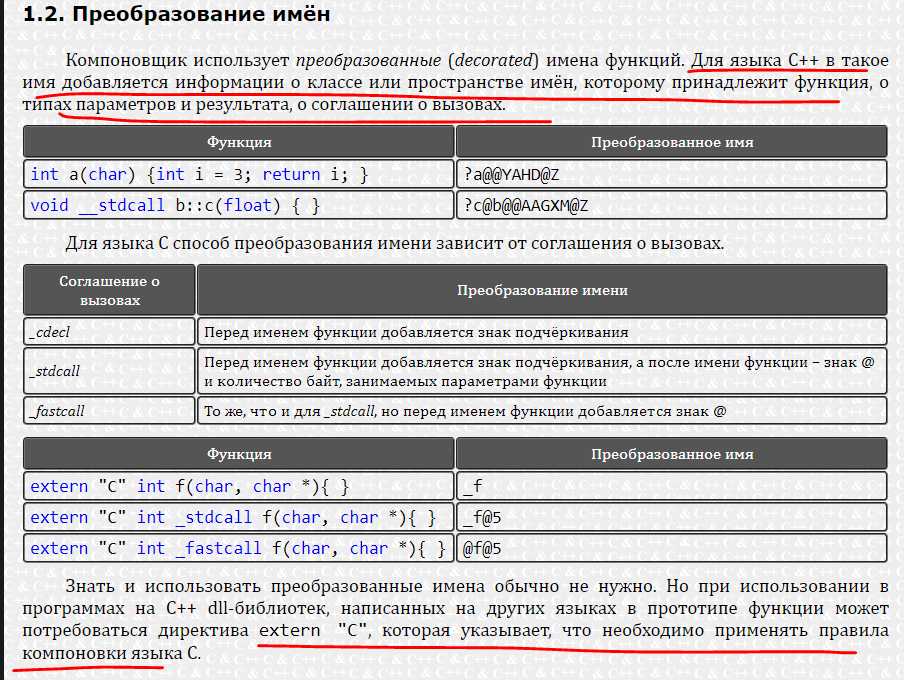 1.2. Преобразование имён
Компоновщик использует преобразованные (decorated) имена функций. Для языка C++ в такое
имя добавляется информации о классе или пространстве имён, которому принадлежит функция, о
типах параметров и результата, о соглашении о вызовах.
Функция Преобразованное имя
int a(char) {int i = 3; return i; } ?a@@YAHD@Z
void __stdcall b::c(float) { } ?c@b@@AAGXM@Z
Для языка C способ преобразования имени зависит от соглашения о вызовах.
Соглашение о
вызовах
Преобразование имени
_cdecl Перед именем функции добавляется знак подчёркивания
_stdcall Перед именем функции добавляется знак подчёркивания, а после имени функции – знак @
и количество байт, занимаемых параметрами функции
_fastcall То же, что и для _stdcall, но перед именем функции добавляется знак @
Функция Преобразованное имя
extern "C" int f(char, char *){ } _f
extern "C" int _stdcall f(char, char *){ } _f@5
extern "C" int _fastcall f(char, char *){ } @f@5
Знать и использовать преобразованные имена обычно не нужно. Но при использовании в
программах на C++ dll-библиотек, написанных на других языках в прототипе функции может
потребоваться директива extern "C", которая указывает, что необходимо применять правила
компоновки языка C.